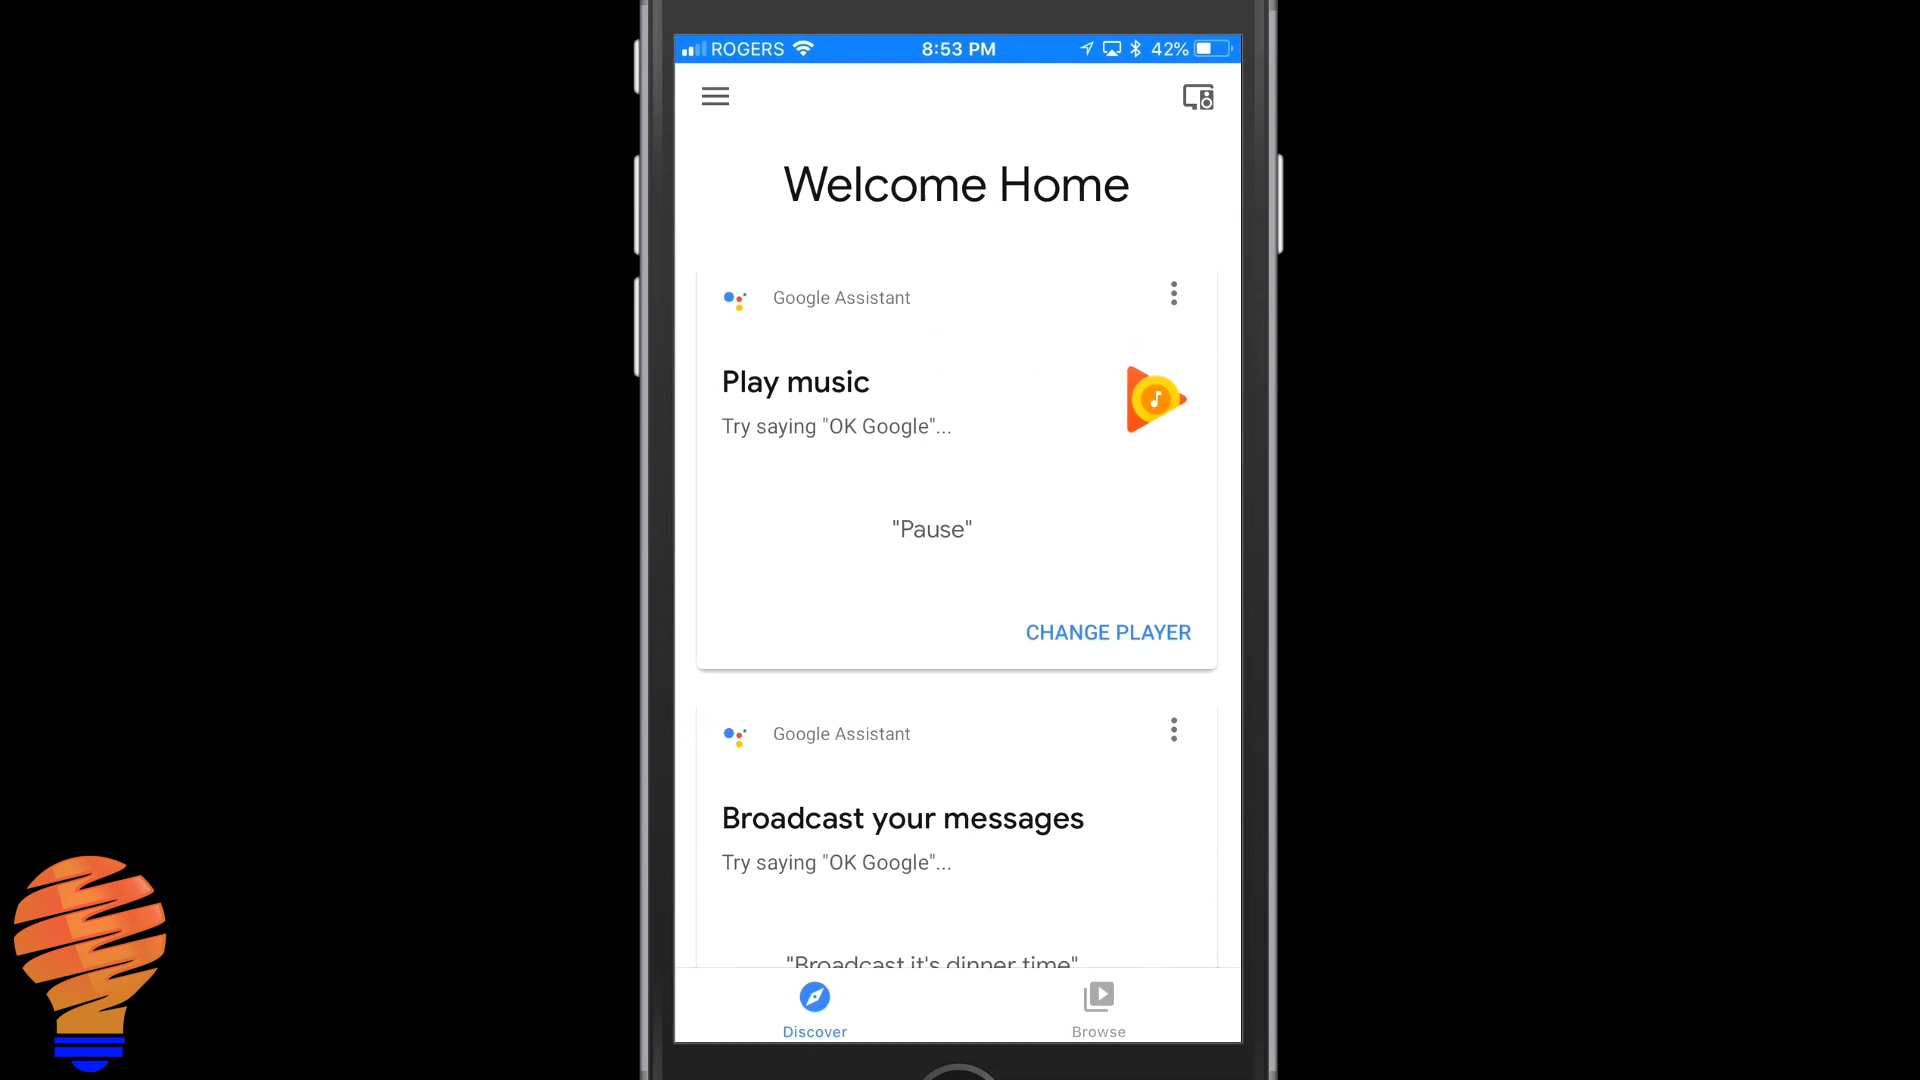 ROGERS 8:53 PM 42%
Welcome Home
Google Assistant
Play music
Try saying "OK Google"...
"Pause"
CHANGE PLAYER
Google Assistant
Broadcast your messages
Try saying "OK Google"...
"Broadcast it's dinner time"
Discover Browse